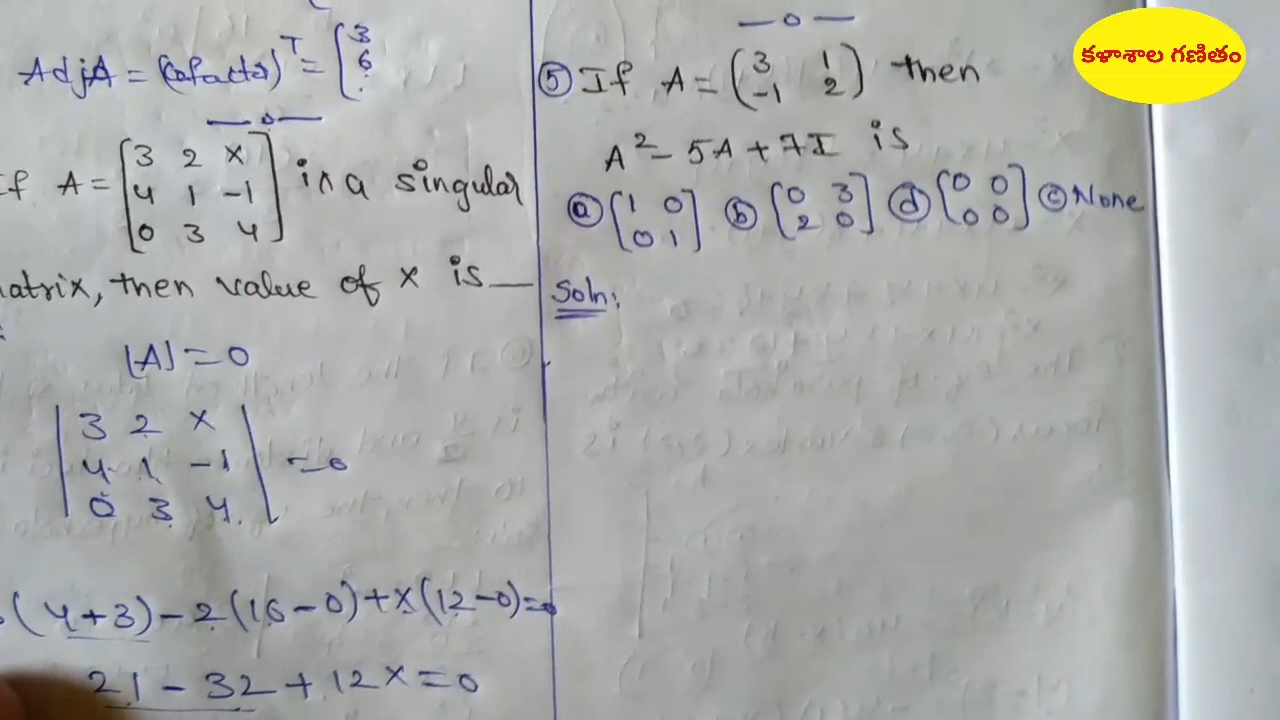 AdjA = (cofactor)ᵀ = [3
6
If A = [3 2 x
4 1 -1
0 3 4] is a singular
matrix, then value of x is __
|A| = 0
|3 2 x
4 1 -1
0 3 4| = 0
(4+3) - 2(16-0) + x(12-0) = 0
21 - 32 + 12x = 0
కళాశాల గణితం
⑤ If A = (3 1
-1 2) then
A² - 5A + 7I is
ⓐ [1 0
0 1] ⓑ [0 3
2 0] ⓓ [0 0
0 0] ⓒ None
Soln: